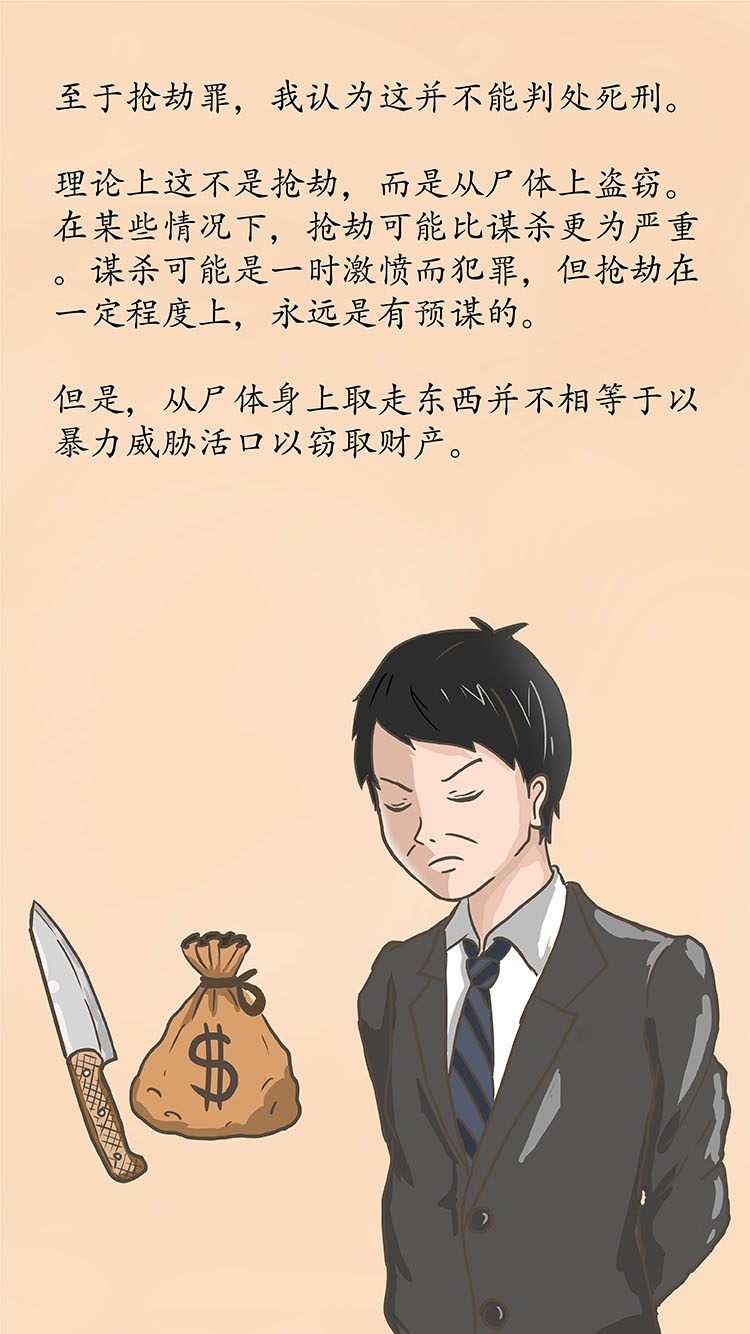 至于抢劫罪，我认为这并不能判处死刑。
理论上这不是抢劫，而是从尸体上盗窃。
在某些情况下，抢劫可能比谋杀更为严重
。谋杀可能是一时激愤而犯罪，但抢劫在
一定程度上，永远是有预谋的。
但是，从尸体身上取走东西并不相等于以
暴力威胁活口以窃取财产。
$